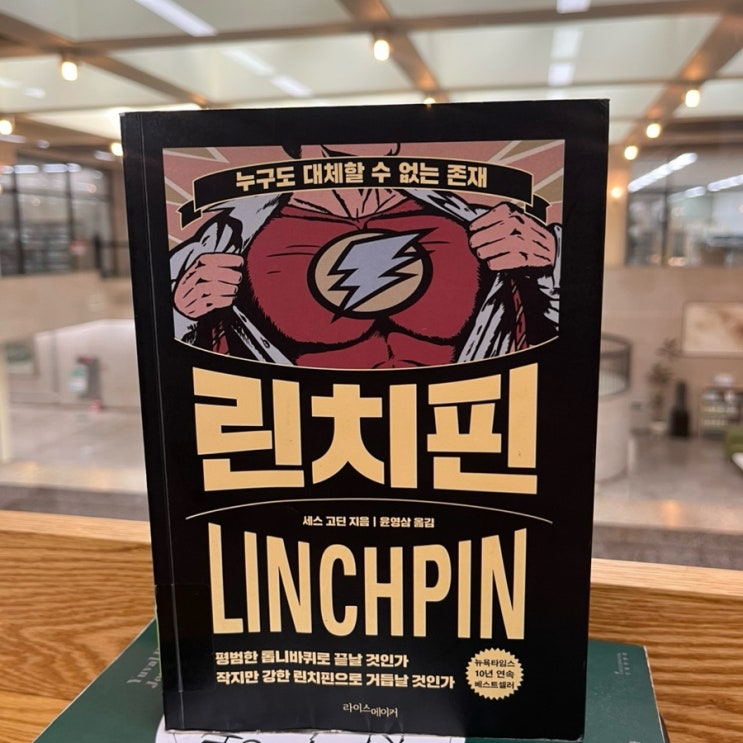 누구도 대체할 수 없는 존재
린치핀
세스 고딘 지음 | 윤영삼 옮김
LINCHPIN
평범한 톱니바퀴로 끝날 것인가
작지만 강한 린치핀으로 거듭날 것인가
뉴욕타임스
10년 연속
베스트셀러
라이스메이커